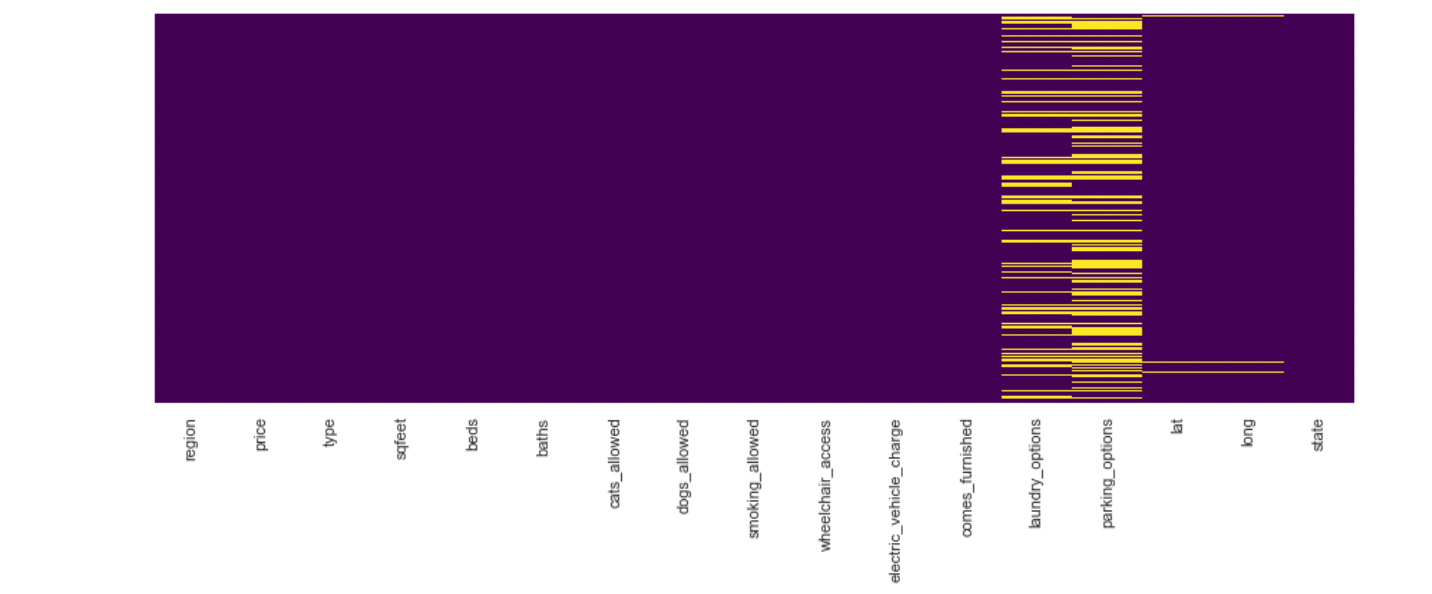 region
price
type
sqfeet
beds
baths
cats_allowed
dogs_allowed
smoking_allowed
wheelchair_access
electric_vehicle_charge
comes_furnished
laundry_options
parking_options
lat
long
state